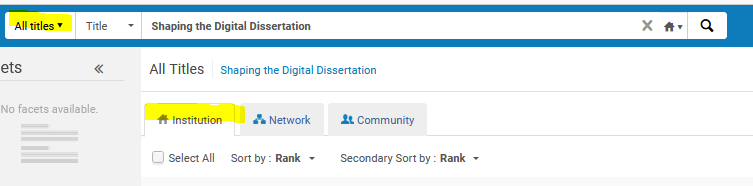 All titles Title Shaping the Digital Dissertation
ets
No facets available.
All Titles Shaping the Digital Dissertation
Institution Network Community
Select All Sort by : Rank Secondary Sort by : Rank